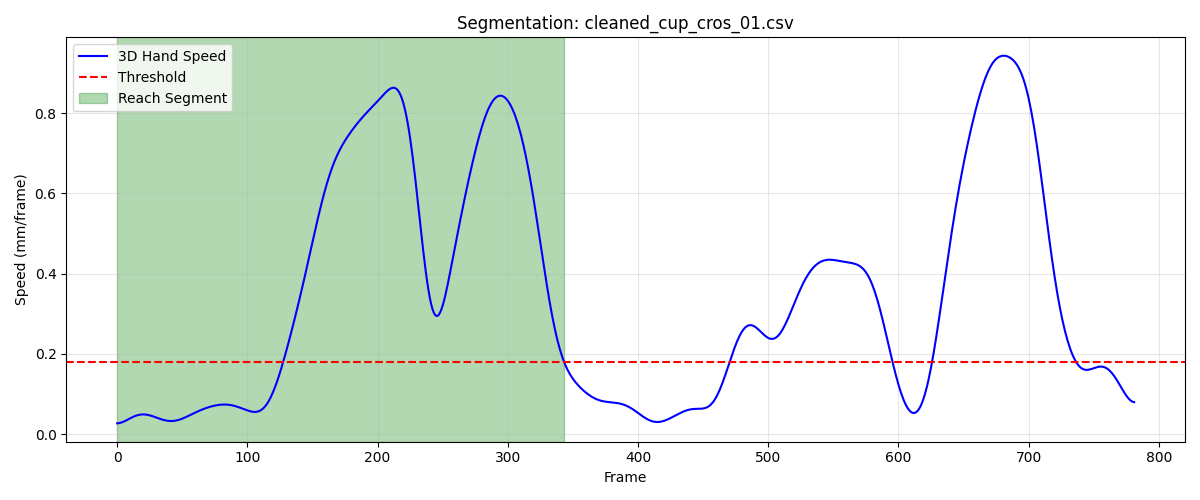 Segmentation: cleaned_cup_cros_01.csv
3D Hand Speed
Threshold
Reach Segment
Speed (mm/frame)
0.8
0.6
0.4
0.2
0.0
0 100 200 300 400 500 600 700 800
Frame